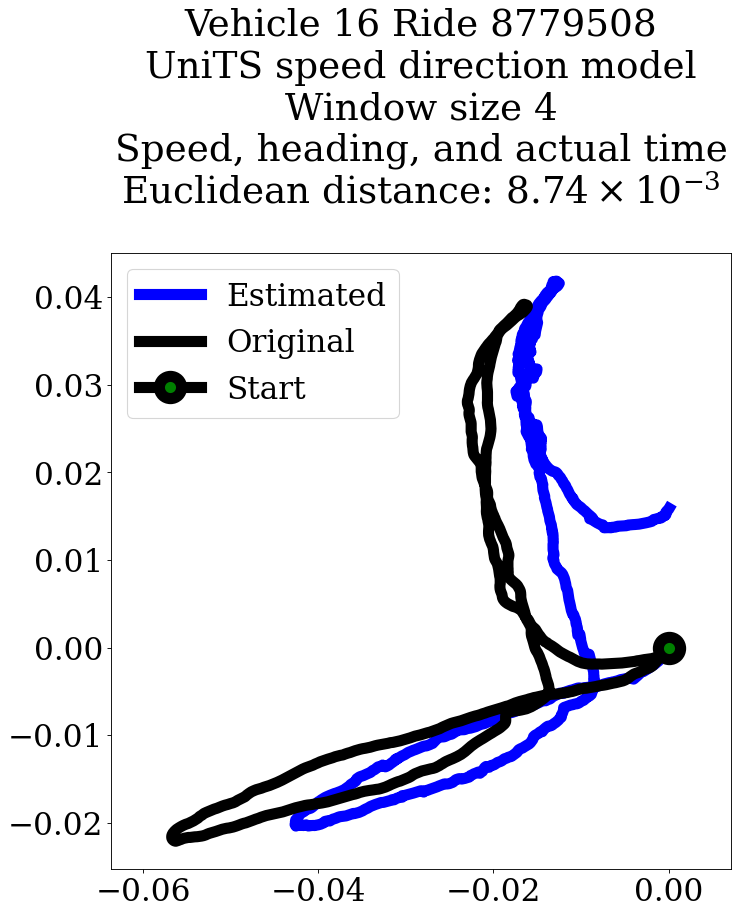 Vehicle 16 Ride 8779508
UniTS speed direction model
Window size 4
Speed, heading, and actual time
Euclidean distance: 8.74 × 10⁻³
Estimated
Original
Start
0.04
0.03
0.02
0.01
0.00
−0.01
−0.02
−0.06
−0.04
−0.02
0.00